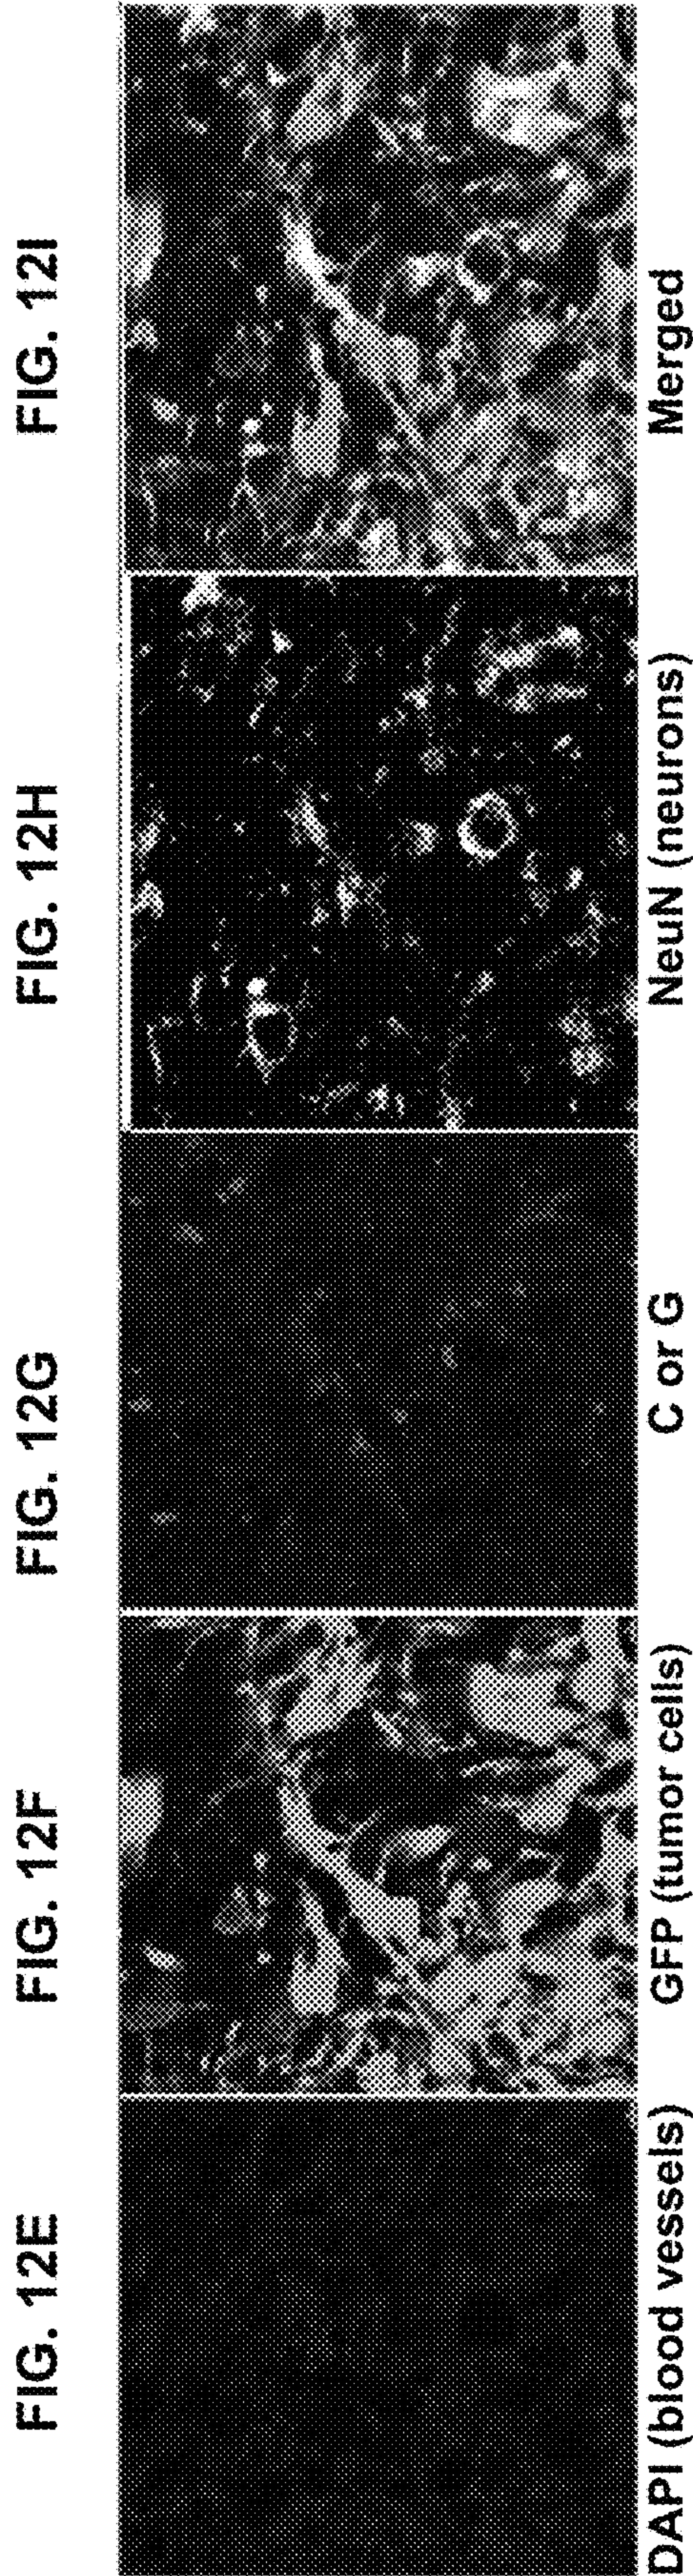 FIG. 12E
FIG. 12F
FIG. 12G
FIG. 12H
FIG. 12I
DAPI (blood vessels)
GFP (tumor cells)
C or G
NeuN (neurons)
Merged